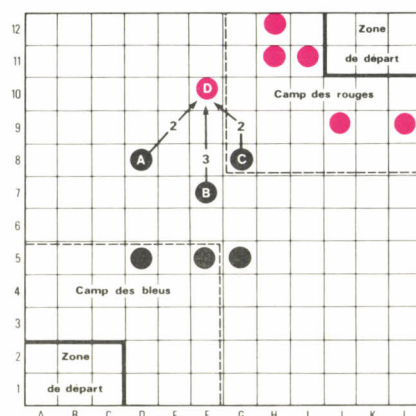 12
Zone
11
de départ
10
D
Camp des rouges
2
2
9
8
A
C
3
7
B
6
5
4
Camp des bleus
3
2
Zone
1
de départ
A B C D E F G H I J K L